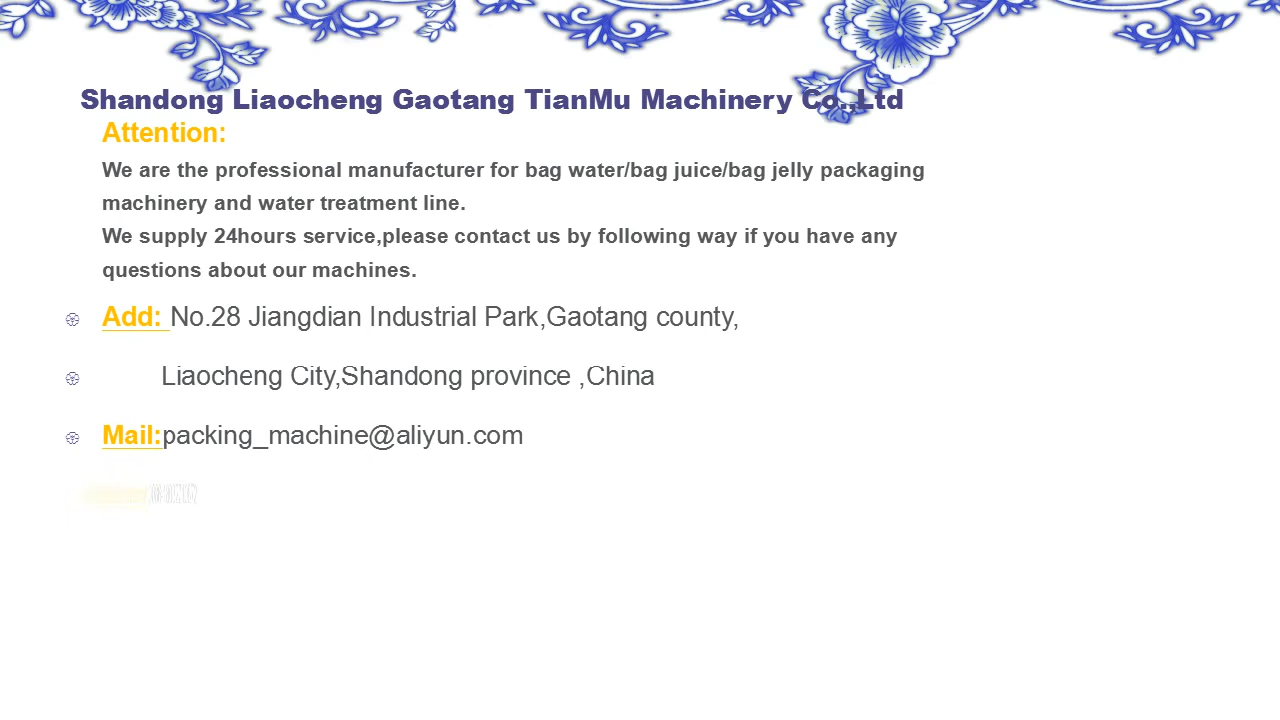 Shandong Liaocheng Gaotang TianMu Machinery Co.,Ltd
Attention:
We are the professional manufacturer for bag water/bag juice/bag jelly packaging
machinery and water treatment line.
We supply 24hours service,please contact us by following way if you have any
questions about our machines.
Add: No.28 Jiangdian Industrial Park,Gaotang county,
Liaocheng City,Shandong province ,China
Mail:packing_machine@aliyun.com